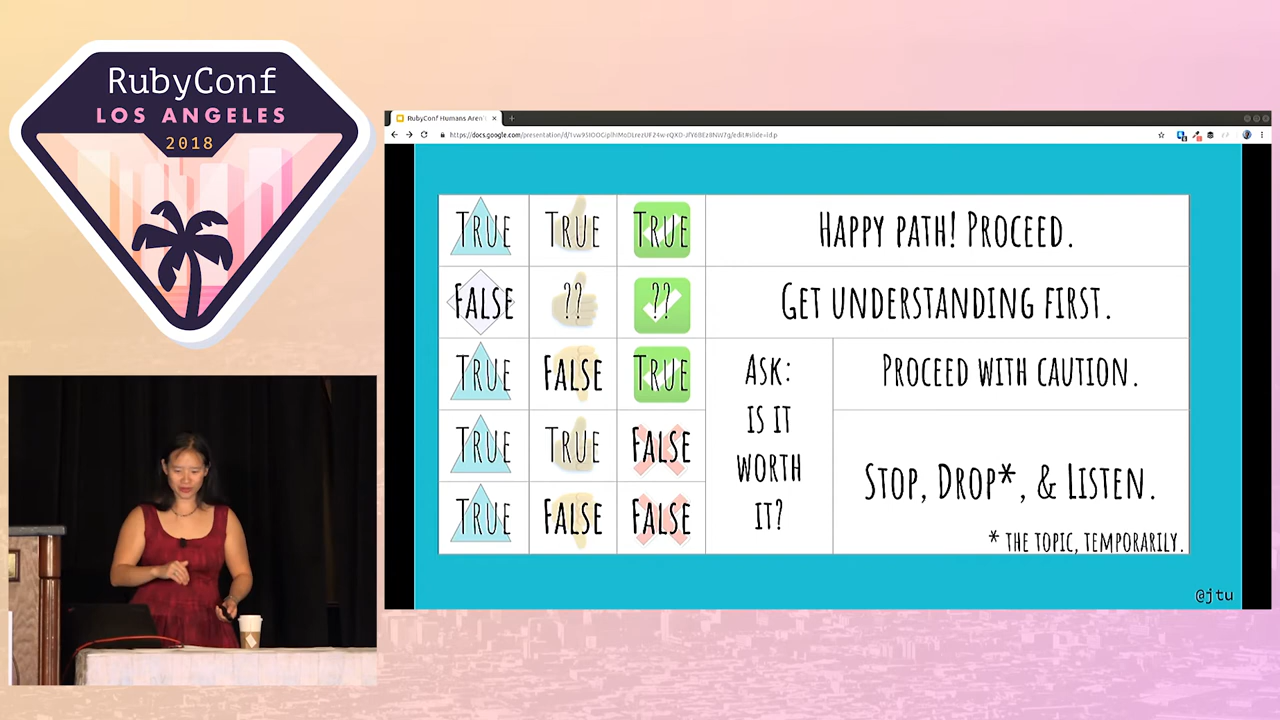 RubyConf
LOS ANGELES
2018
RubyConf Humans Aren'
TRUE TRUE TRUE HAPPY PATH! PROCEED.
FALSE ?? ?? GET UNDERSTANDING FIRST.
TRUE FALSE TRUE
ASK:
IS IT
WORTH
IT?
PROCEED WITH CAUTION.
TRUE TRUE FALSE
STOP, DROP*, & LISTEN.
TRUE FALSE FALSE
* THE TOPIC, TEMPORARILY.
@jtu